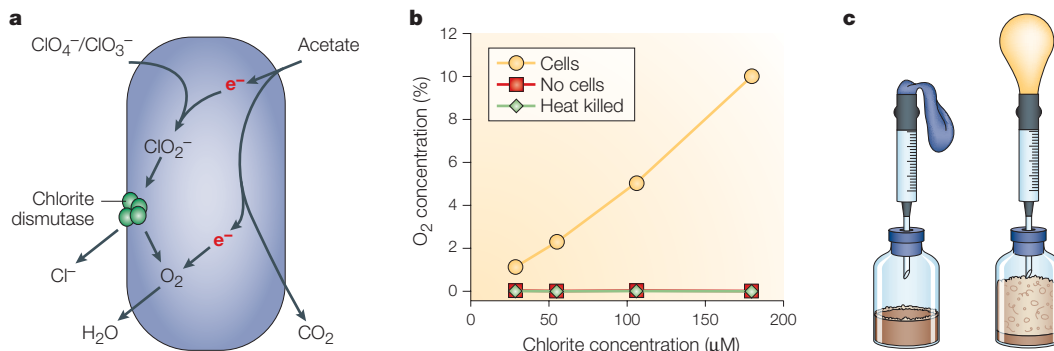 a
ClO₄⁻/ClO₃⁻
Acetate
e⁻
ClO₂⁻
Chlorite
dismutase
e⁻
Cl⁻
O₂
H₂O
CO₂
b
O₂ concentration (%)
12
10
8
6
4
2
0
Cells
No cells
Heat killed
0
50
100
150
200
Chlorite concentration (μM)
c